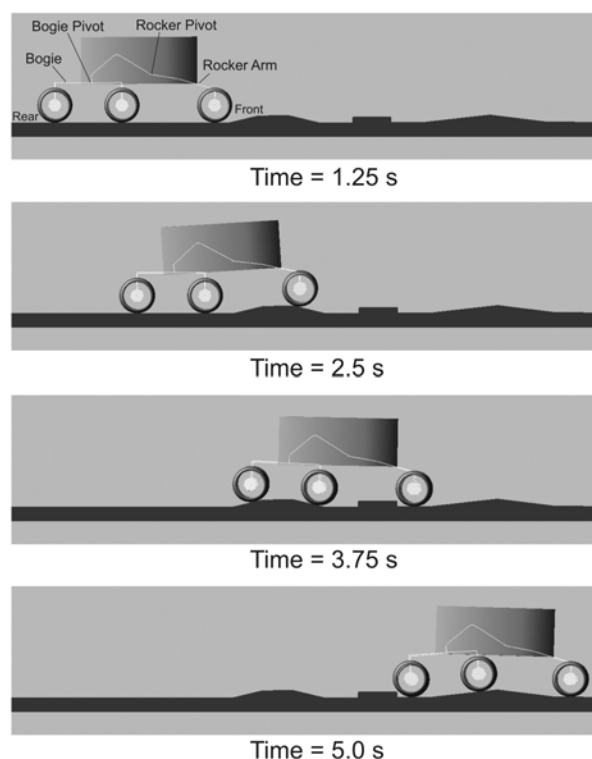 Bogie Pivot
Rocker Pivot
Bogie
Rocker Arm
Rear
Front
Time = 1.25 s
Time = 2.5 s
Time = 3.75 s
Time = 5.0 s